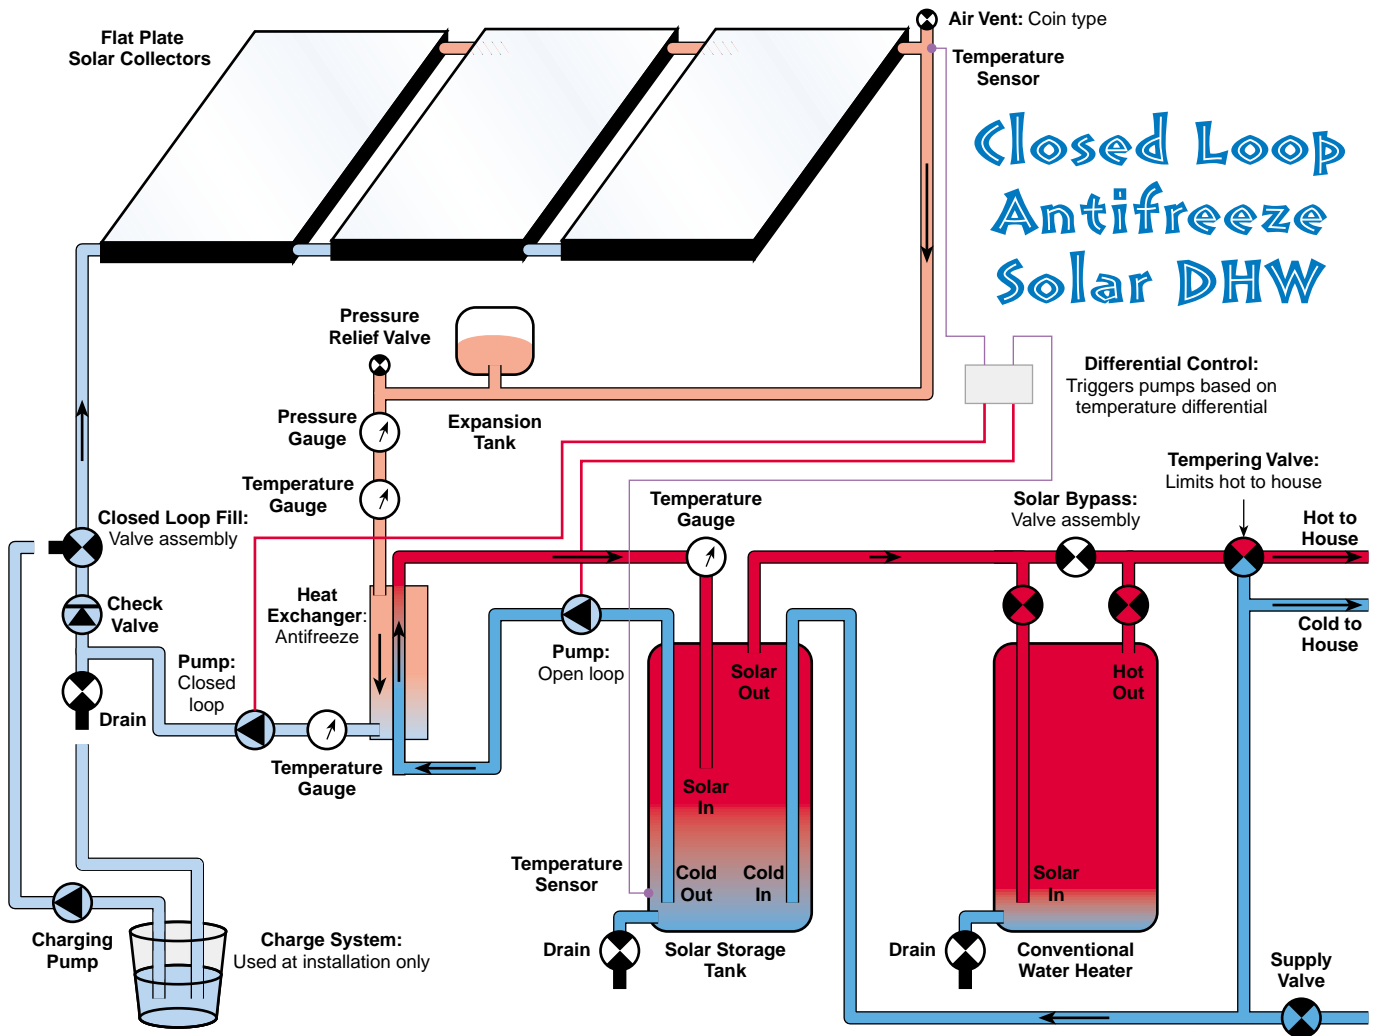 Flat Plate
Solar Collectors
Air Vent: Coin type
Temperature
Sensor
Closed Loop
Antifreeze
Solar DHW
Pressure
Relief Valve
Differential Control:
Triggers pumps based on
temperature differential
Pressure
Gauge
Expansion
Tank
Tempering Valve:
Limits hot to house
Temperature
Gauge
Temperature
Gauge
Solar Bypass:
Valve assembly
Closed Loop Fill:
Valve assembly
Hot to
House
Heat
Exchanger:
Antifreeze
Check
Valve
Cold to
House
Pump:
Closed
loop
Pump:
Open loop
Solar
Out
Hot
Out
Drain
Temperature
Gauge
Solar
In
Temperature
Sensor
Cold
Out
Cold
In
Solar
In
Charging
Pump
Charge System:
Used at installation only
Drain
Solar Storage
Tank
Drain
Conventional
Water Heater
Supply
Valve